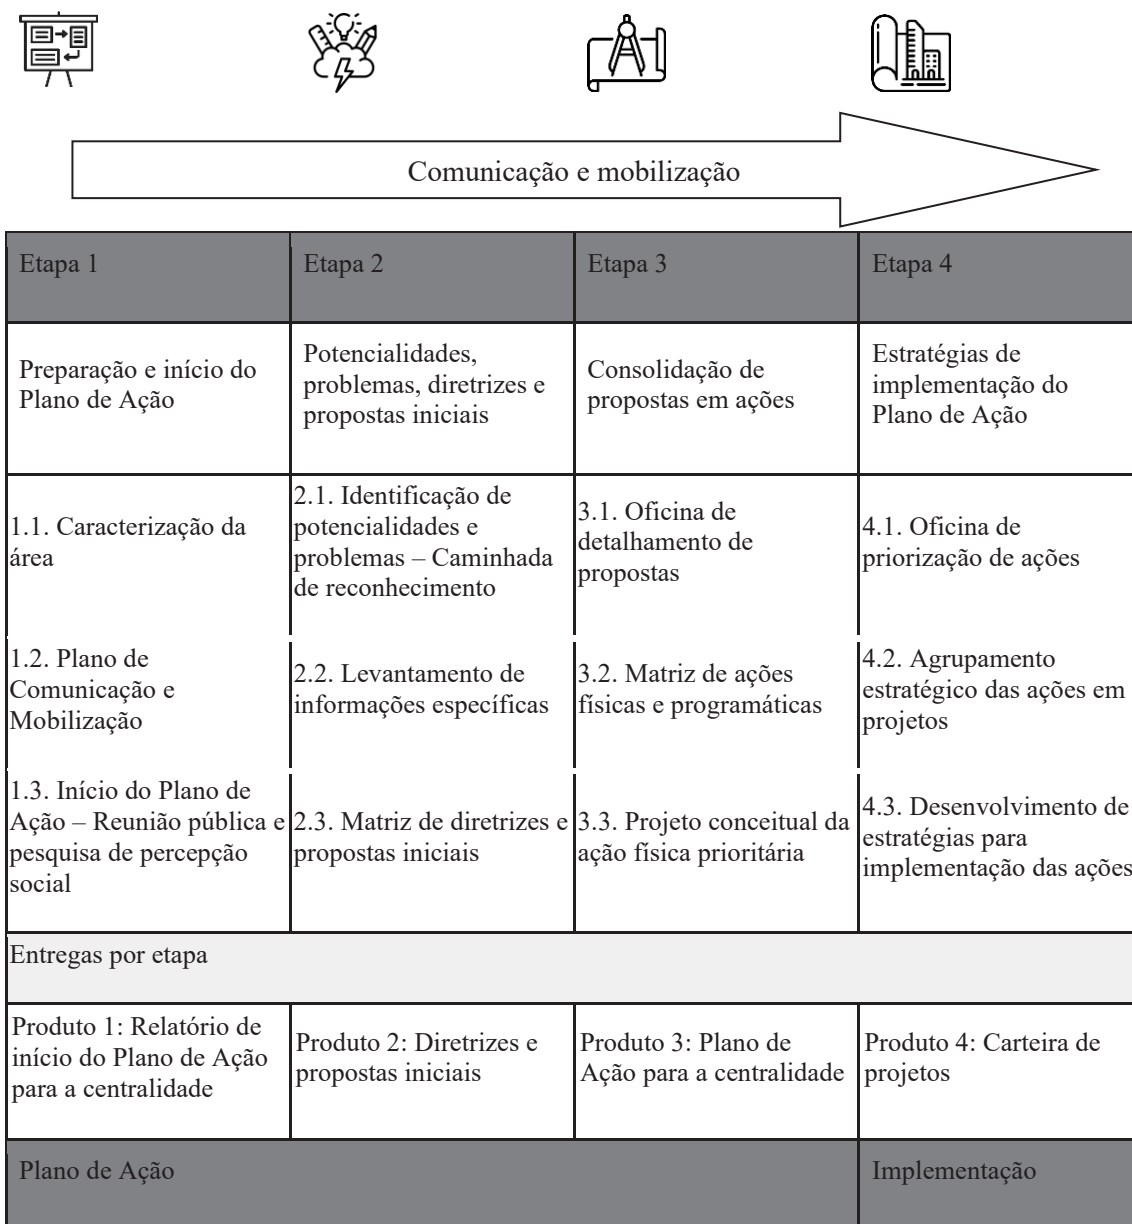 Comunicação e mobilização
Etapa 1
Etapa 2
Etapa 3
Etapa 4
Preparação e início do
Plano de Ação
Potencialidades,
problemas, diretrizes e
propostas iniciais
Consolidação de
propostas em ações
Estratégias de
implementação do
Plano de Ação
1.1. Caracterização da
área
2.1. Identificação de
potencialidades e
problemas – Caminhada
de reconhecimento
3.1. Oficina de
detalhamento de
propostas
4.1. Oficina de
priorização de ações
1.2. Plano de
Comunicação e
Mobilização
2.2. Levantamento de
informações específicas
3.2. Matriz de ações
físicas e programáticas
4.2. Agrupamento
estratégico das ações em
projetos
1.3. Início do Plano de
Ação – Reunião pública e
pesquisa de percepção
social
2.3. Matriz de diretrizes e
propostas iniciais
3.3. Projeto conceitual da
ação física prioritária
4.3. Desenvolvimento de
estratégias para
implementação das ações
Entregas por etapa
Produto 1: Relatório de
início do Plano de Ação
para a centralidade
Produto 2: Diretrizes e
propostas iniciais
Produto 3: Plano de
Ação para a centralidade
Produto 4: Carteira de
projetos
Plano de Ação
Implementação